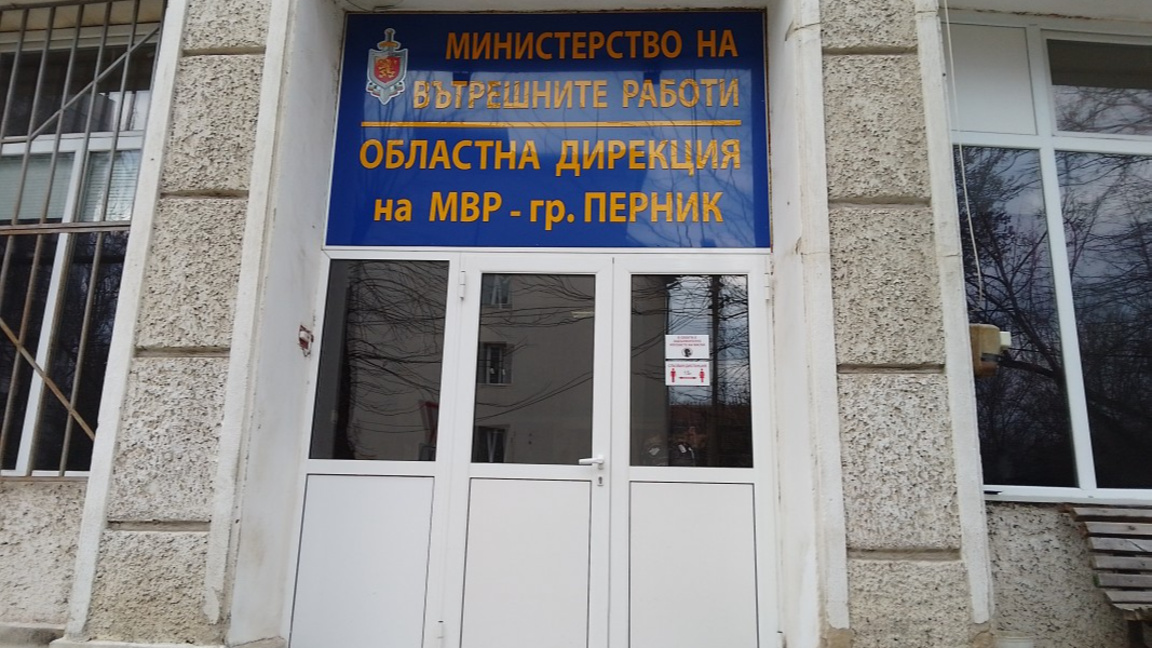 МИНИСТЕРСТВО НА
ВЪТРЕШНИТЕ РАБОТИ
ОБЛАСТНА ДИРЕКЦИЯ
на МВР - гр. ПЕРНИК